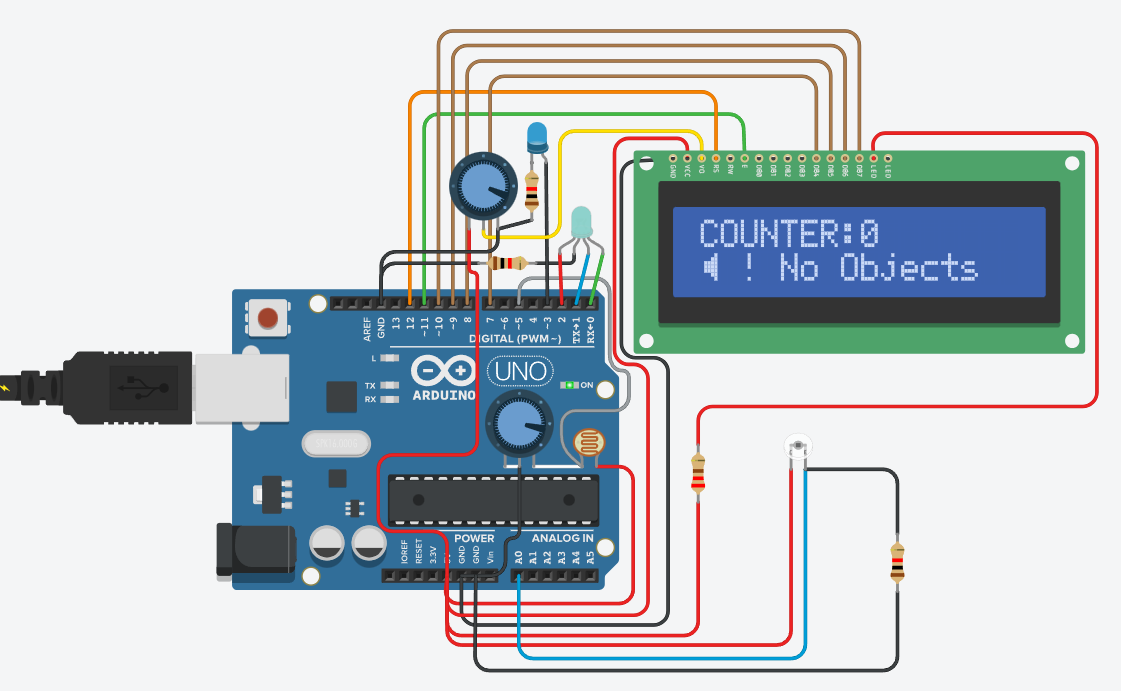 GND
VCC
V0
RS
RW
E
DB0
DB1
DB2
DB3
DB4
DB5
DB6
DB7
LED
LED
COUNTER:0
! No Objects
AREF
GND
13
12
~11
~10
~9
8
7
~6
~5
4
~3
2
TX→1
RX←0
DIGITAL (PWM ~)
L
TX
RX
ARDUINO
UNO
ON
POWER
ANALOG IN
IOREF
RESET
3.3V
GND
GND
Vin
A0
A1
A2
A3
A4
A5